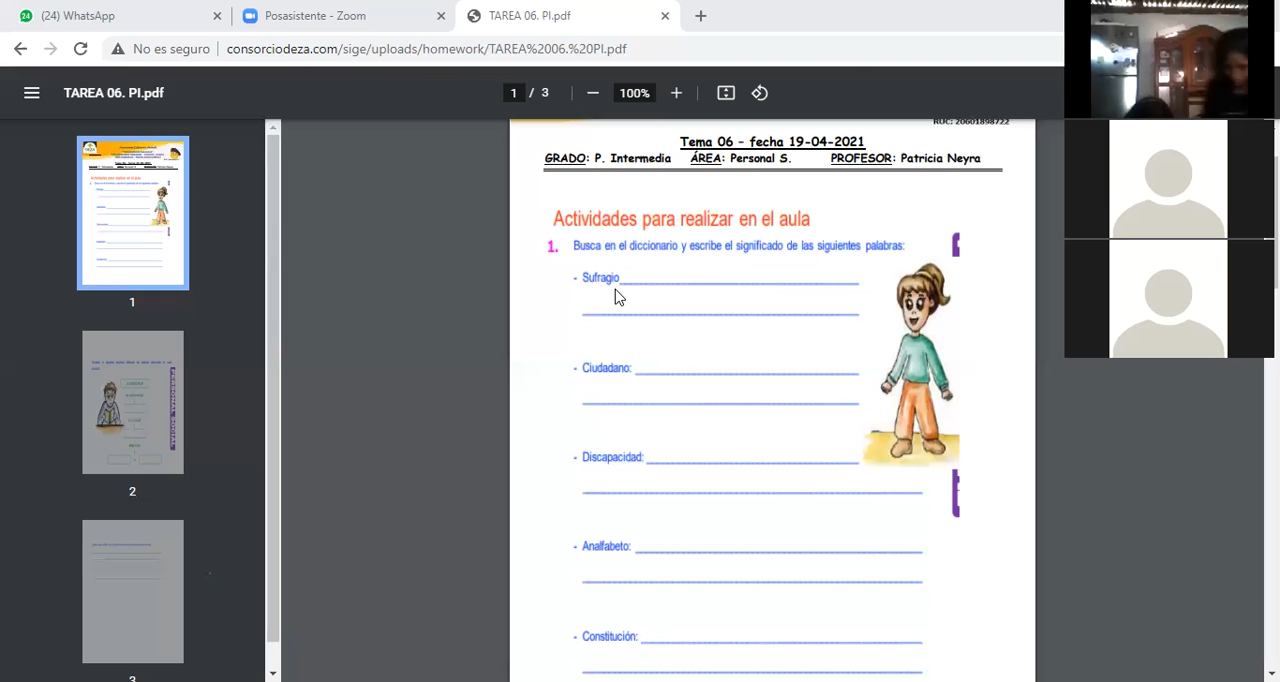 (24) WhatsApp
Posasistente - Zoom
TAREA 06. PI.pdf
No es seguro
consorciodeza.com/sige/uploads/homework/TAREA%2006.%20PI.pdf
TAREA 06. PI.pdf
1 / 3
100%
RUC: 20601898722
Tema 06 – fecha 19-04-2021
GRADO: P. Intermedia ÁREA: Personal S. PROFESOR: Patricia Neyra
Actividades para realizar en el aula
1. Busca en el diccionario y escribe el significado de las siguientes palabras:
- Sufragio
- Ciudadano:
- Discapacidad:
- Analfabeto:
- Constitución:
1
2
3